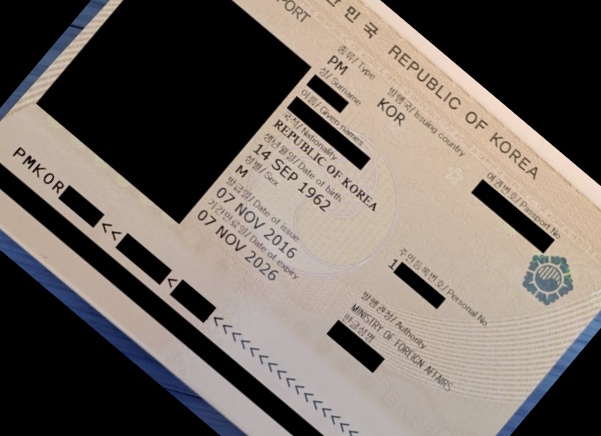 PORT
한 민 국 REPUBLIC OF KOREA
종류/ Type
PM
발행국/ Issuing country
KOR
여권번호/ Passport No.
성/ Surname
이름/ Given names
국적/ Nationality
REPUBLIC OF KOREA
생년월일/ Date of birth
14 SEP 1962
주민등록번호/ Personal No.
1
성별/ Sex
M
발급일/ Date of issue
07 NOV 2016
발행관청/ Authority
MINISTRY OF FOREIGN AFFAIRS
기간만료일/ Date of expiry
07 NOV 2026
한글성명
PMKOR
<<
<
<<<<<<<<<<<<<<<<<<<<